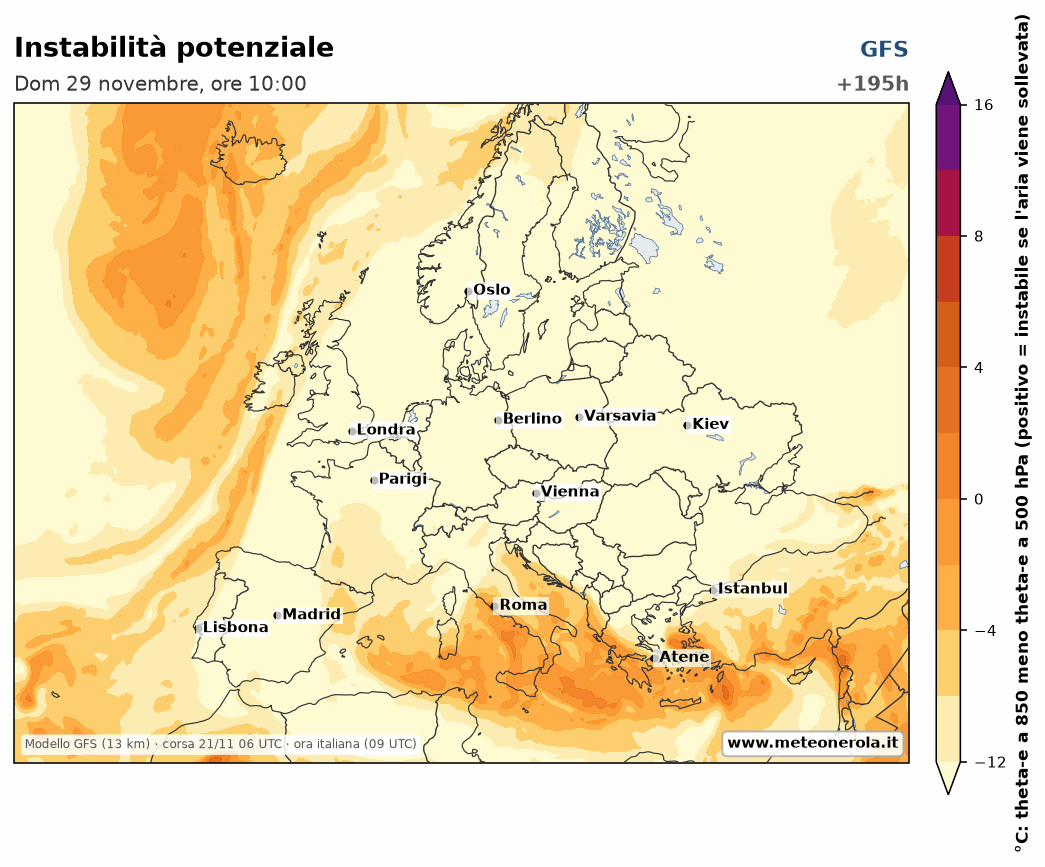 Instabilità potenziale
GFS
Dom 29 novembre, ore 10:00
+195h
16
8
4
0
−4
−12
°C: theta-e a 850 meno theta-e a 500 hPa (positivo = instabile se l'aria viene sollevata)
Oslo
Berlino
Varsavia
Kiev
Londra
Parigi
Vienna
Istanbul
Roma
Madrid
Lisbona
Atene
Modello GFS (13 km) · corsa 21/11 06 UTC · ora italiana (09 UTC)
www.meteonerola.it